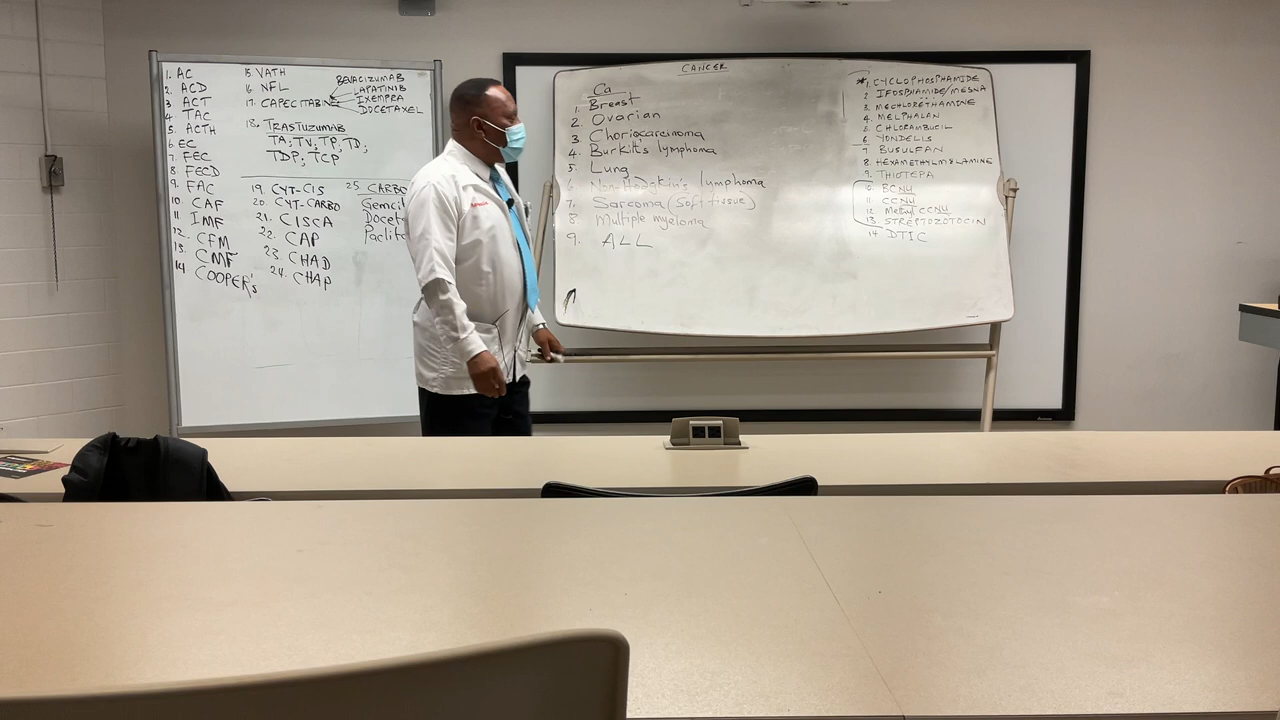 1. AC
2. ACD
3 ACT
4 TAC
5. ACTH
6. EC
7. FEC
8. FECD
9. FAC
10. CAF
11. IMF
12. CFM
13. CMF
14 COOPER's
15. VATH
16. NFL
17. CAPECITABINE
BEVACIZUMAB
LAPATINIB
IXEMPRA
DOCETAXEL
18. TRASTUZUMAB
TA; TV; TP; TD;
TDP; TCP
19. CYT-CIS
20. CYT-CARBO
21. CISCA
22. CAP
23. CHAD
24. CHAP
25. CARBO
Gemci
Docet
Paclit
CANCER
Ca
1. Breast
2. Ovarian
3. Choriocarcinoma
4. Burkitt's lymphoma
5. Lung
6. Non-Hodgkin's lymphoma
7. Sarcoma (Soft tissue)
8. Multiple myeloma
9. ALL
*1. CYCLOPHOSPHAMIDE
2. IFOSPHAMIDE/MESNA
3. MECHLORETHAMINE
4. MELPHALAN
5. CHLORAMBUCIL
6. YONDELIS
7. BUSULFAN
8. HEXAMETHYLMELAMINE
9. THIOTEPA
10. BCNU
11. CCNU
12 Methyl CCNU
13. STREPTOZOTOCIN
14 DTIC